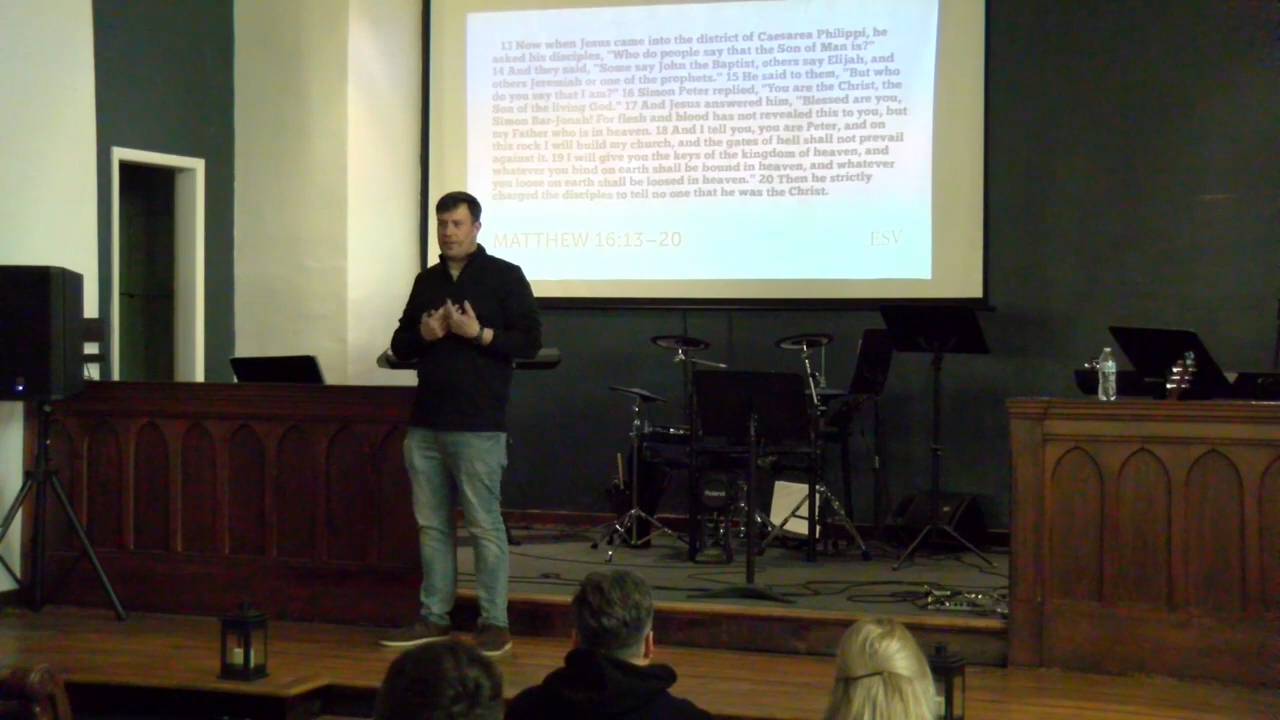 13 Now when Jesus came into the district of Caesarea Philippi, he
asked his disciples, "Who do people say that the Son of Man is?"
14 And they said, "Some say John the Baptist, others say Elijah, and
others Jeremiah or one of the prophets." 15 He said to them, "But who
do you say that I am?" 16 Simon Peter replied, "You are the Christ, the
Son of the living God." 17 And Jesus answered him, "Blessed are you,
Simon Bar-Jonah! For flesh and blood has not revealed this to you, but
my Father who is in heaven. 18 And I tell you, you are Peter, and on
this rock I will build my church, and the gates of hell shall not prevail
against it. 19 I will give you the keys of the kingdom of heaven, and
whatever you bind on earth shall be bound in heaven, and whatever
you loose on earth shall be loosed in heaven." 20 Then he strictly
charged the disciples to tell no one that he was the Christ.
MATTHEW 16:13–20
ESV
Roland